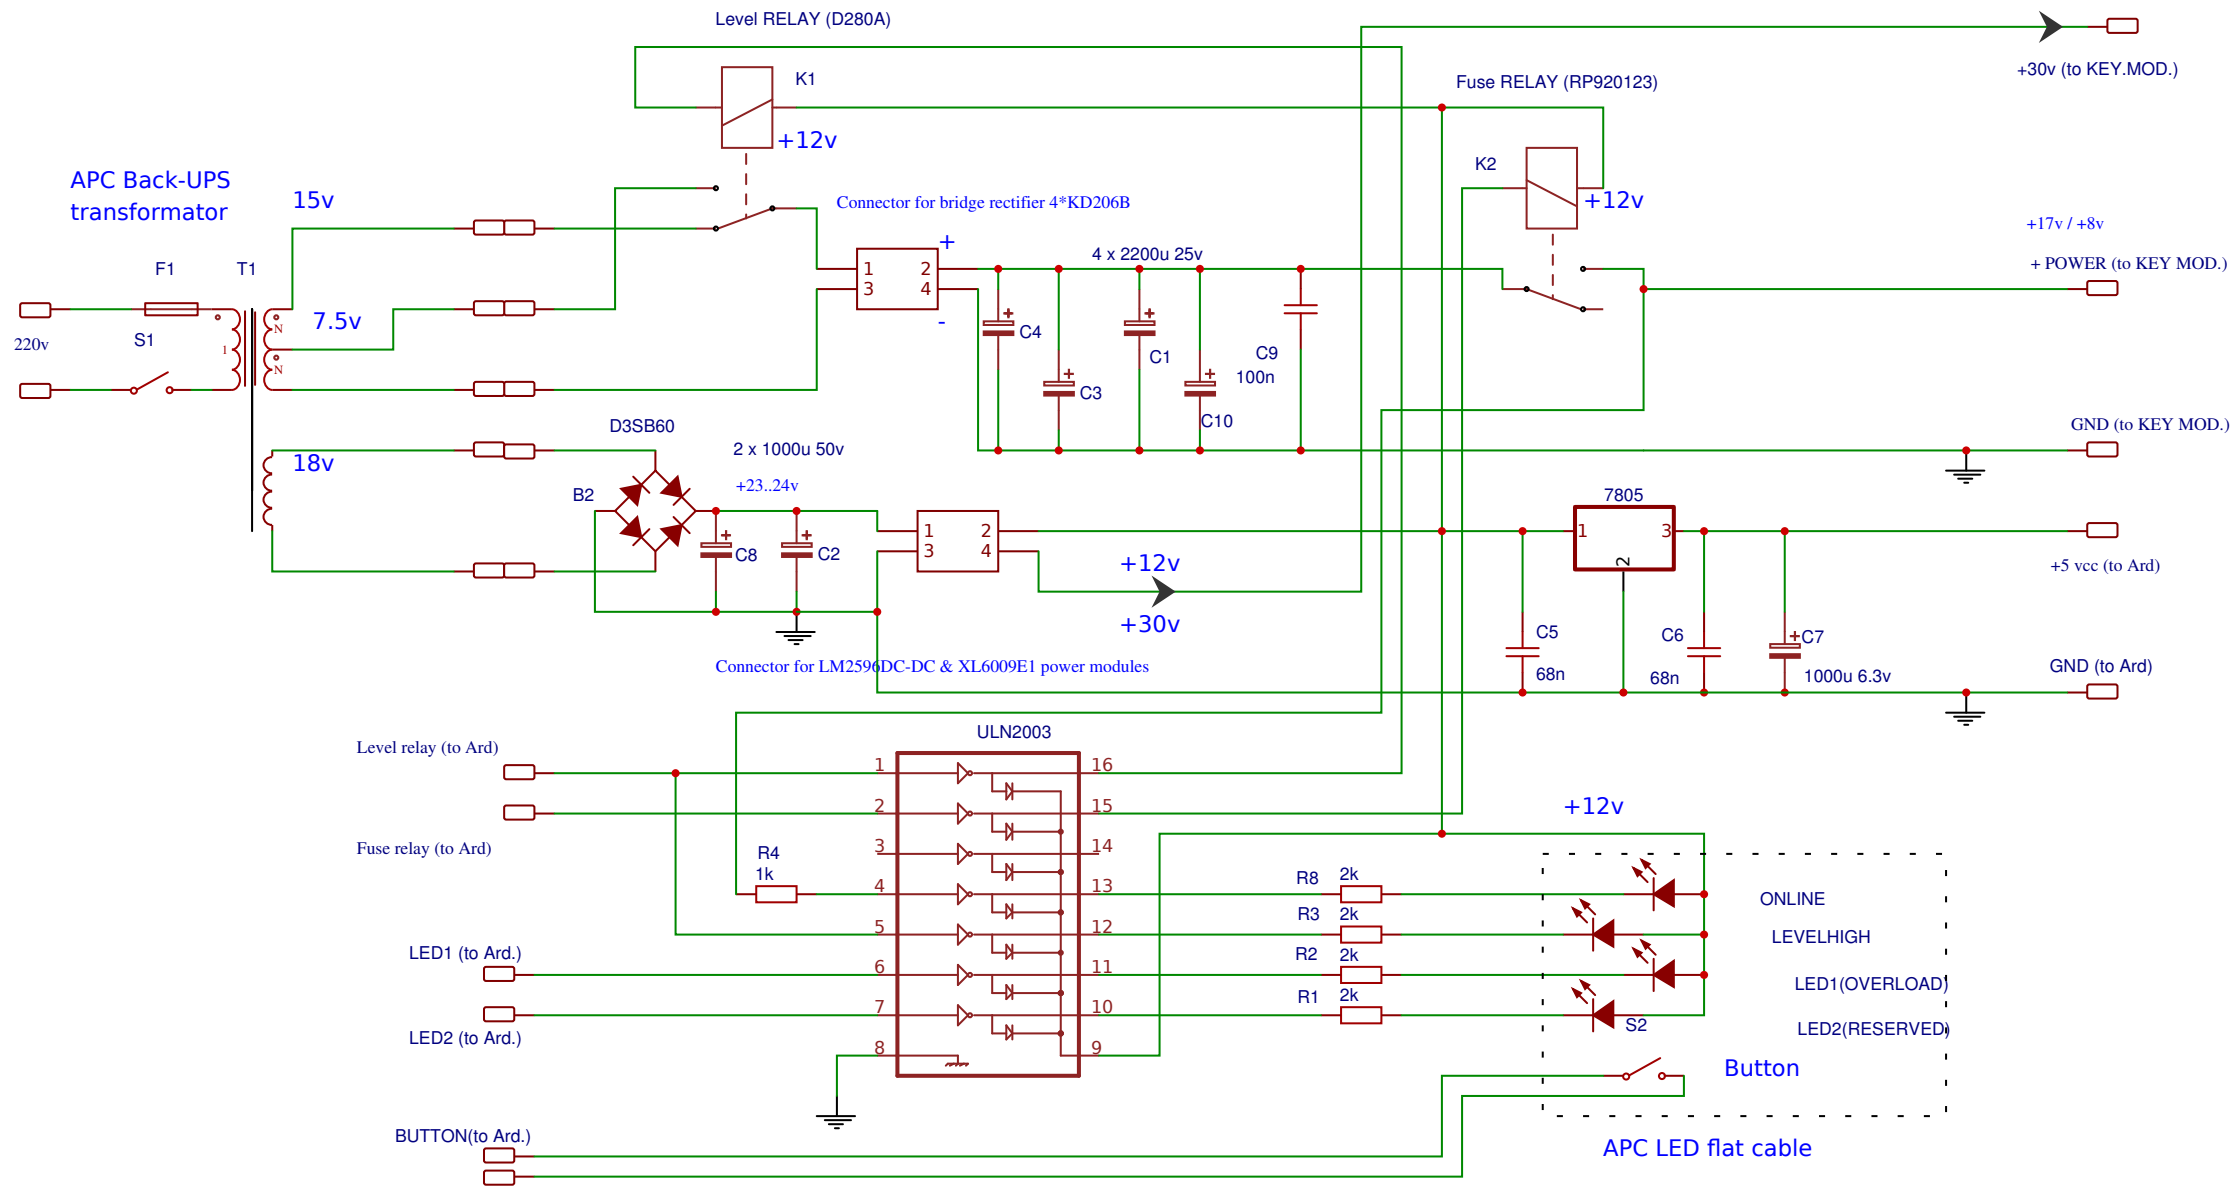 Level RELAY (D280A)
K1
+12v
Fuse RELAY (RP920123)
K2
+12v
+30v (to KEY.MOD.)
APC Back-UPS
transformator
15v
7.5v
18v
F1
T1
S1
220v
1
N
N
Connector for bridge rectifier 4*KD206B
+
1 2
3 4
-
4 x 2200u 25v
+
C4
+
C3
+
C1
+
C10
C9
100n
+17v / +8v
+ POWER (to KEY MOD.)
GND (to KEY MOD.)
D3SB60
B2
2 x 1000u 50v
+23..24v
+
C8
+
C2
1 2
3 4
+12v
+30v
Connector for LM2596DC-DC & XL6009E1 power modules
7805
1 3
2
C5
68n
C6
68n
+
C7
1000u 6.3v
+5 vcc (to Ard)
GND (to Ard)
ULN2003
Level relay (to Ard)
Fuse relay (to Ard)
R4
1k
LED1 (to Ard.)
LED2 (to Ard.)
1 16
2 15
3 14
4 13
5 12
6 11
7 10
8 9
R8 2k
R3 2k
R2 2k
R1 2k
+12v
ONLINE
LEVELHIGH
LED1(OVERLOAD)
LED2(RESERVED)
S2
Button
APC LED flat cable
BUTTON(to Ard.)